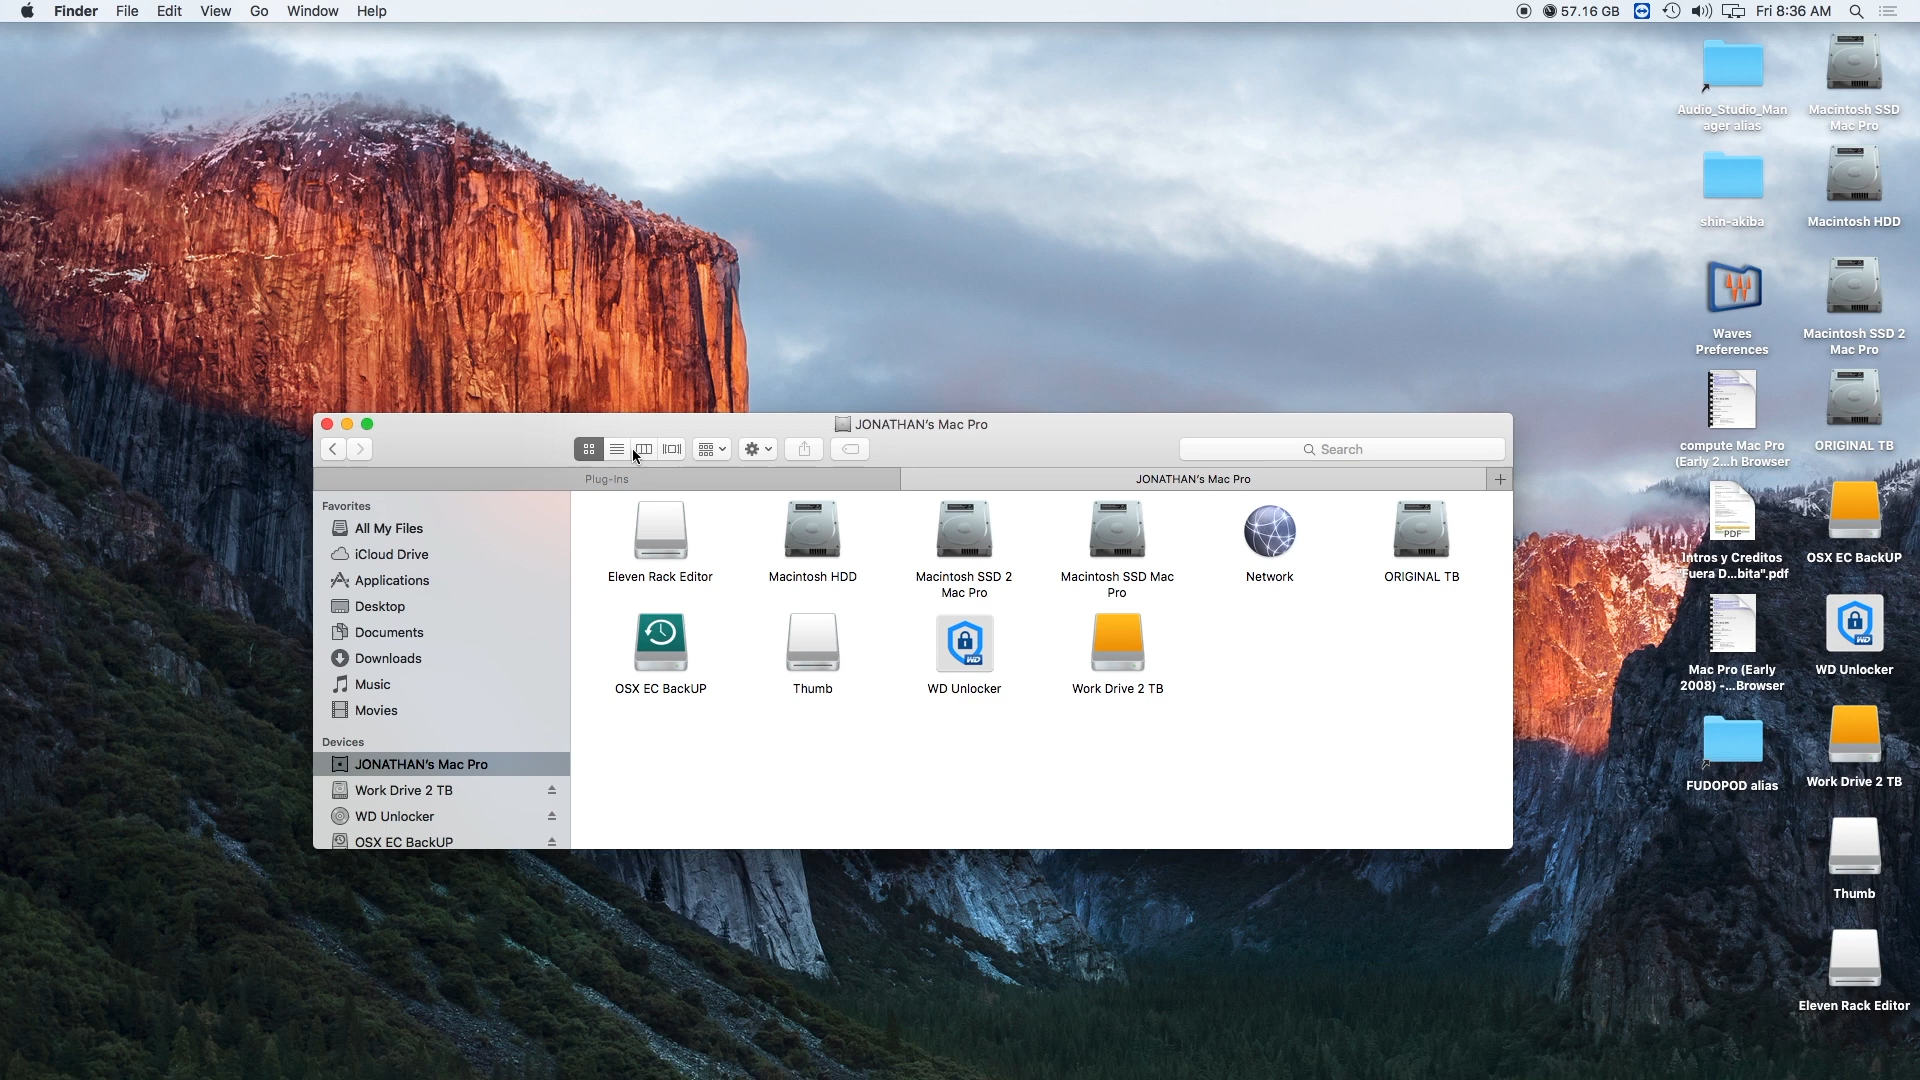 Finder File Edit View Go Window Help
57.16 GB Fri 8:36 AM
Audio_Studio_Man
ager alias
Macintosh SSD
Mac Pro
shin-akiba
Macintosh HDD
Waves
Preferences
Macintosh SSD 2
Mac Pro
compute Mac Pro
(Early 2...h Browser
ORIGINAL TB
PDF
Intros y Creditos
"Fuera D...bita".pdf
OSX EC BackUP
Mac Pro (Early
2008) -...Browser
WD
WD Unlocker
FUDOPOD alias
Work Drive 2 TB
Thumb
Eleven Rack Editor
JONATHAN's Mac Pro
Search
Plug-Ins
JONATHAN's Mac Pro
Favorites
All My Files
iCloud Drive
Applications
Desktop
Documents
Downloads
Music
Movies
Devices
JONATHAN's Mac Pro
Work Drive 2 TB
WD Unlocker
OSX EC BackUP
Eleven Rack Editor
Macintosh HDD
Macintosh SSD 2
Mac Pro
Macintosh SSD Mac
Pro
Network
ORIGINAL TB
OSX EC BackUP
Thumb
WD
WD Unlocker
Work Drive 2 TB